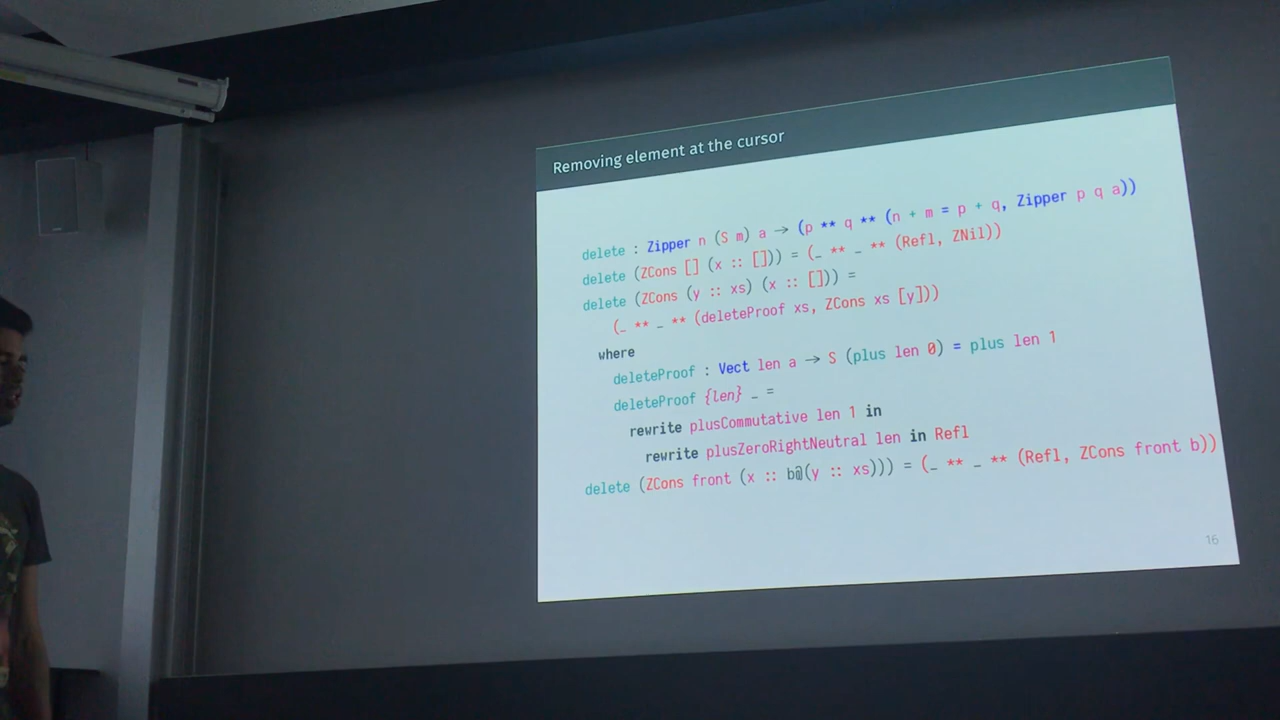 Removing element at the cursor
delete : Zipper n (S m) a → (p ** q ** (n + m = p + q, Zipper p q a))
delete (ZCons [] (x :: [])) = (_ ** _ ** (Refl, ZNil))
delete (ZCons (y :: xs) (x :: [])) =
(_ ** _ ** (deleteProof xs, ZCons xs [y]))
where
deleteProof : Vect len a → S (plus len 0) = plus len 1
deleteProof {len} _ =
rewrite plusCommutative len 1 in
rewrite plusZeroRightNeutral len in Refl
delete (ZCons front (x :: b@(y :: xs))) = (_ ** _ ** (Refl, ZCons front b))
16